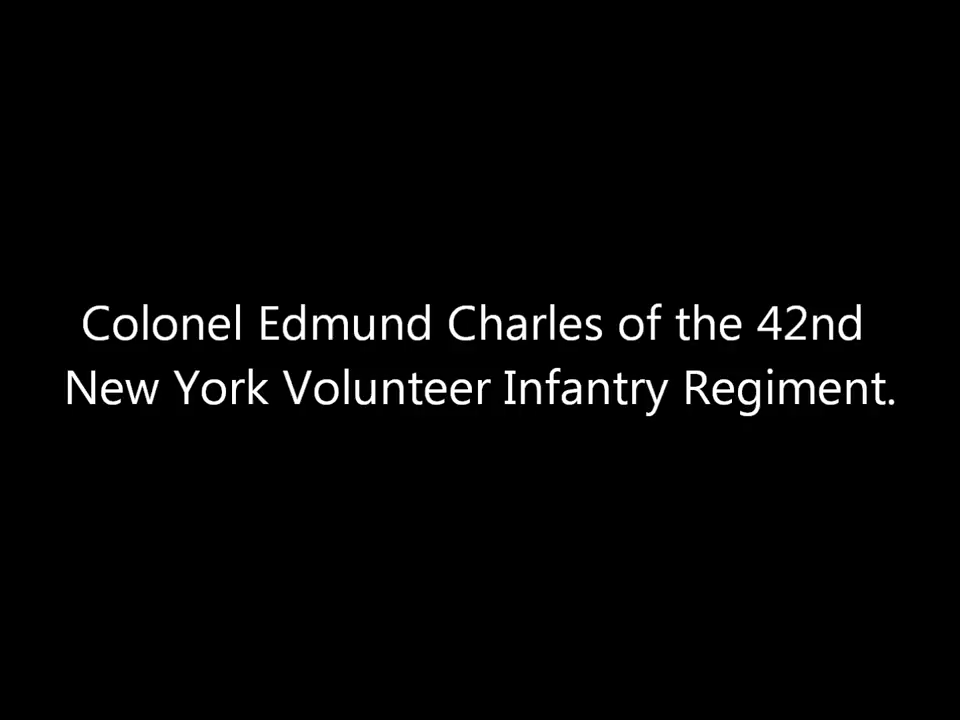 Colonel Edmund Charles of the 42nd
New York Volunteer Infantry Regiment.